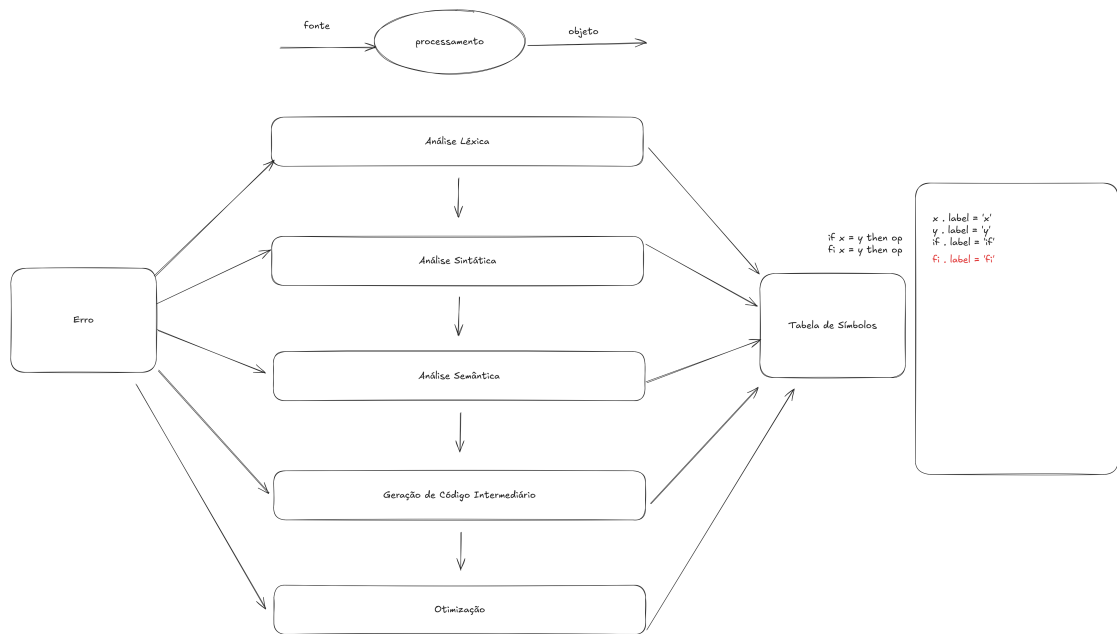 fonte
processamento
objeto
Análise Léxica
Análise Sintática
Análise Semântica
Geração de Código Intermediário
Otimização
Erro
if x = y then op
fi x = y then op
Tabela de Símbolos
x . label = 'x'
y . label = 'y'
if . label = 'if'
fi . label = 'fi'